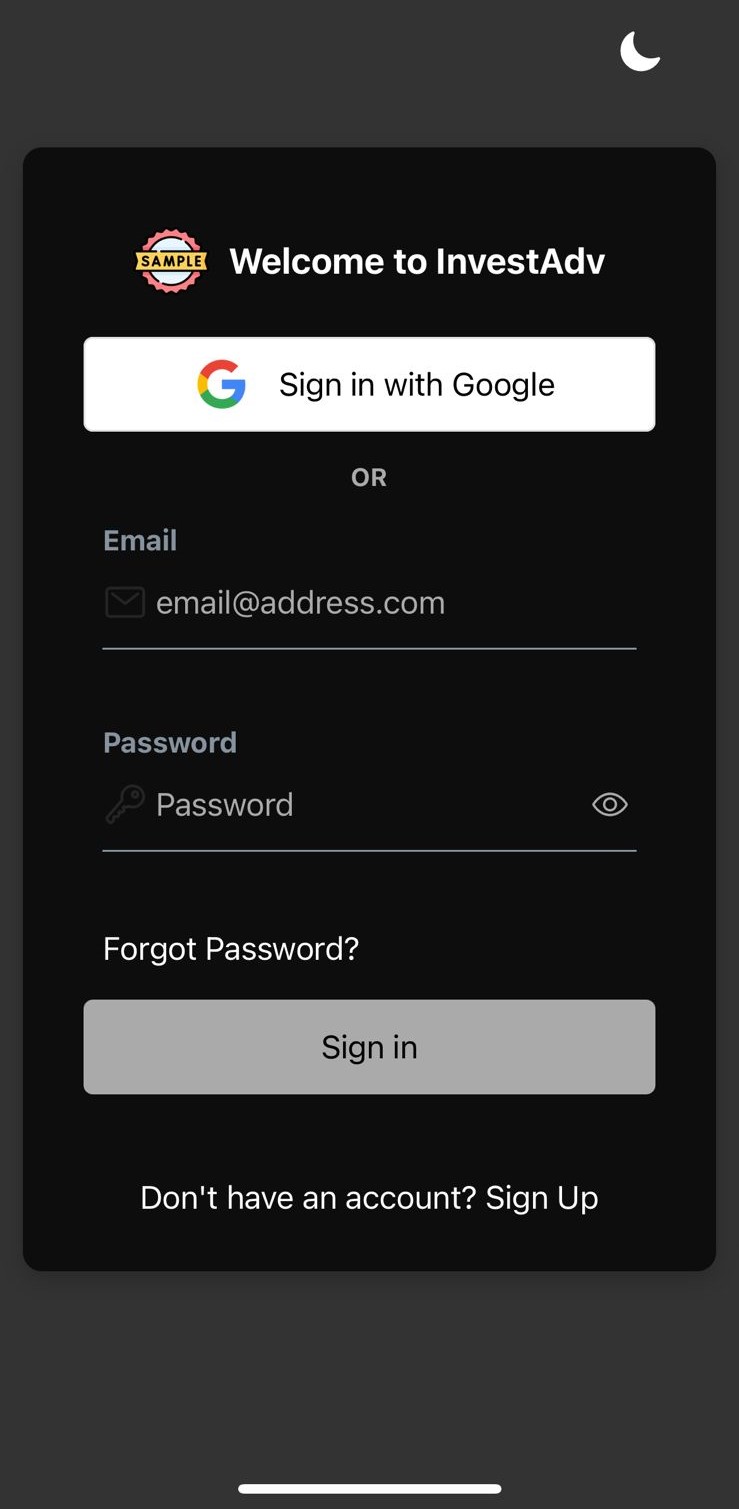 SAMPLE Welcome to InvestAdv
Sign in with Google
OR
Email
email@address.com
Password
Password
Forgot Password?
Sign in
Don't have an account? Sign Up